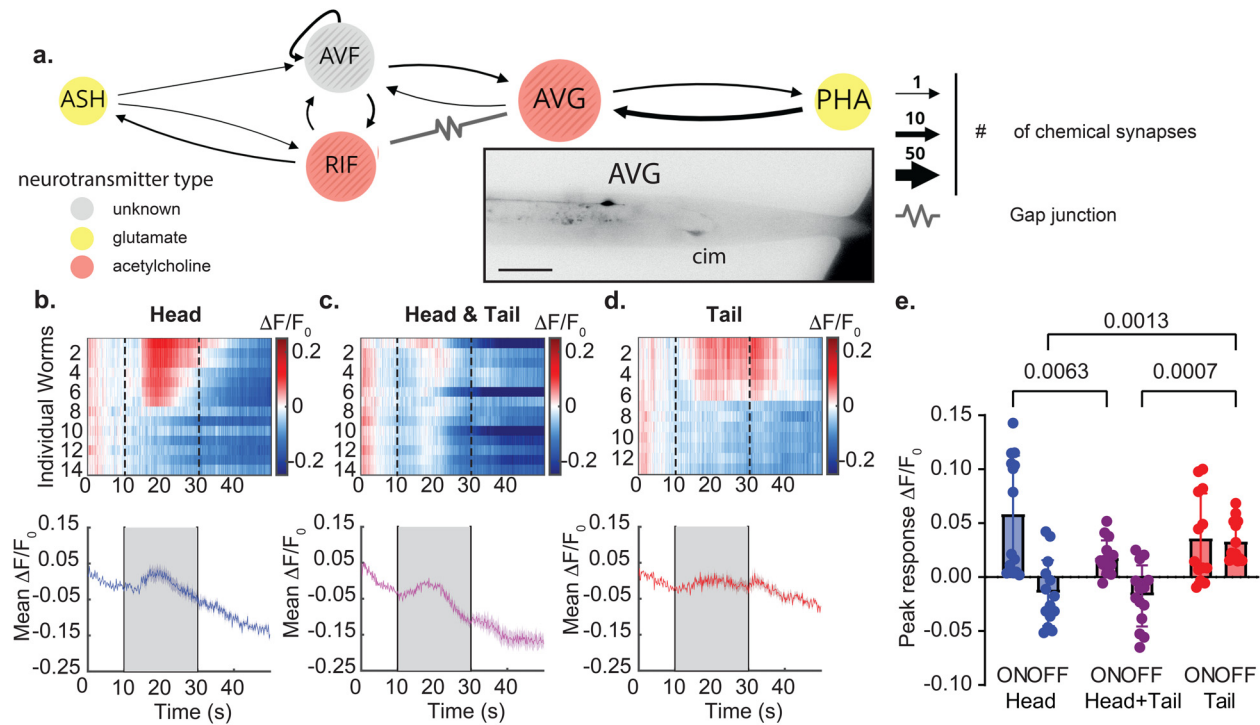 a.
ASH
AVF
RIF
AVG
PHA
1
10
50
# of chemical synapses
Gap junction
neurotransmitter type
unknown
glutamate
acetylcholine
AVG
cim
b.
Head
ΔF/F0
Individual Worms
2
4
6
8
10
12
14
0 10 20 30 40
0.2
0
-0.2
c.
Head & Tail
ΔF/F0
2
4
6
8
10
12
14
0 10 20 30 40
0.2
0
-0.2
d.
Tail
ΔF/F0
2
4
6
8
10
12
0 10 20 30 40
0.2
0
-0.2
Mean ΔF/F0
0.15
0.05
-0.05
-0.15
-0.25
0 10 20 30 40
Time (s)
Mean ΔF/F0
0.15
0.05
-0.05
-0.15
-0.25
0 10 20 30 40
Time (s)
Mean ΔF/F0
0.15
0.05
-0.05
-0.15
-0.25
0 10 20 30 40
Time (s)
e.
0.0013
0.0063
0.0007
Peak response ΔF/F0
0.15
0.10
0.05
0.00
-0.05
-0.10
ONOFF ONOFF ONOFF
Head Head+Tail Tail